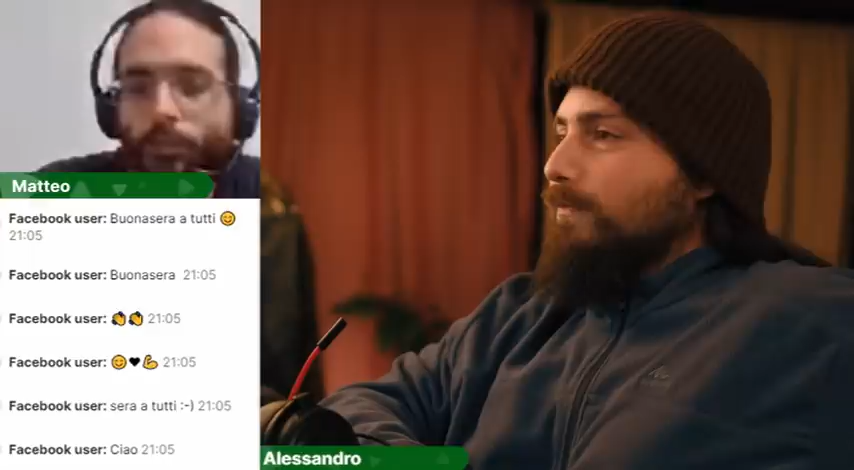 Matteo
Facebook user: Buonasera a tutti 😊
21:05
Facebook user: Buonasera 21:05
Facebook user: 👏👏 21:05
Facebook user: 😊❤💪 21:05
Facebook user: sera a tutti :-) 21:05
Facebook user: Ciao 21:05
Alessandro